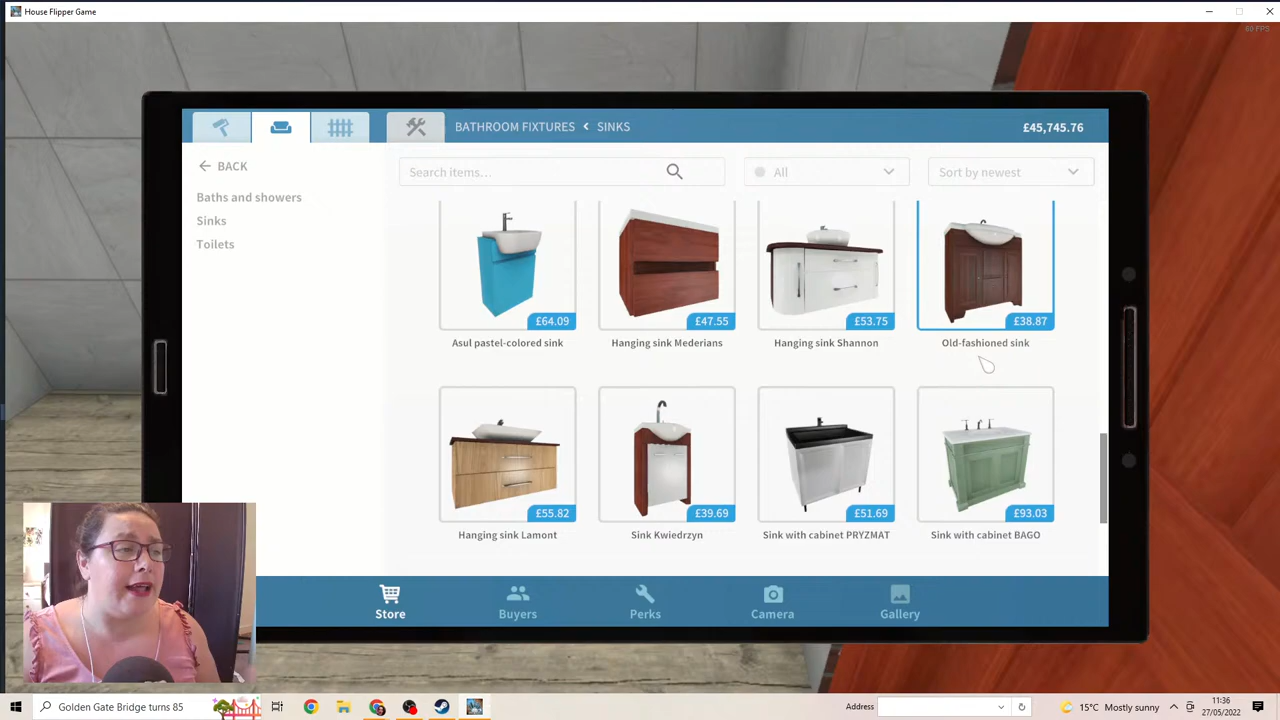 House Flipper Game
60 FPS
BATHROOM FIXTURES < SINKS
£45,745.76
BACK
Search items...
All
Sort by newest
Baths and showers
Sinks
Toilets
£64.09
£47.55
£53.75
£38.87
Asul pastel-colored sink
Hanging sink Mederians
Hanging sink Shannon
Old-fashioned sink
£55.82
£39.69
£51.69
£93.03
Hanging sink Lamont
Sink Kwiedrzyn
Sink with cabinet PRYZMAT
Sink with cabinet BAGO
Store
Buyers
Perks
Camera
Gallery
Golden Gate Bridge turns 85
Address
15°C Mostly sunny
11:36
27/05/2022